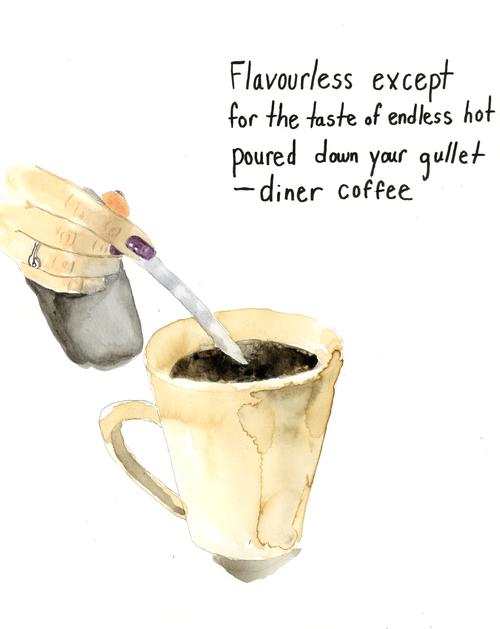 Flavourless except
for the taste of endless hot
poured down your gullet
—diner coffee